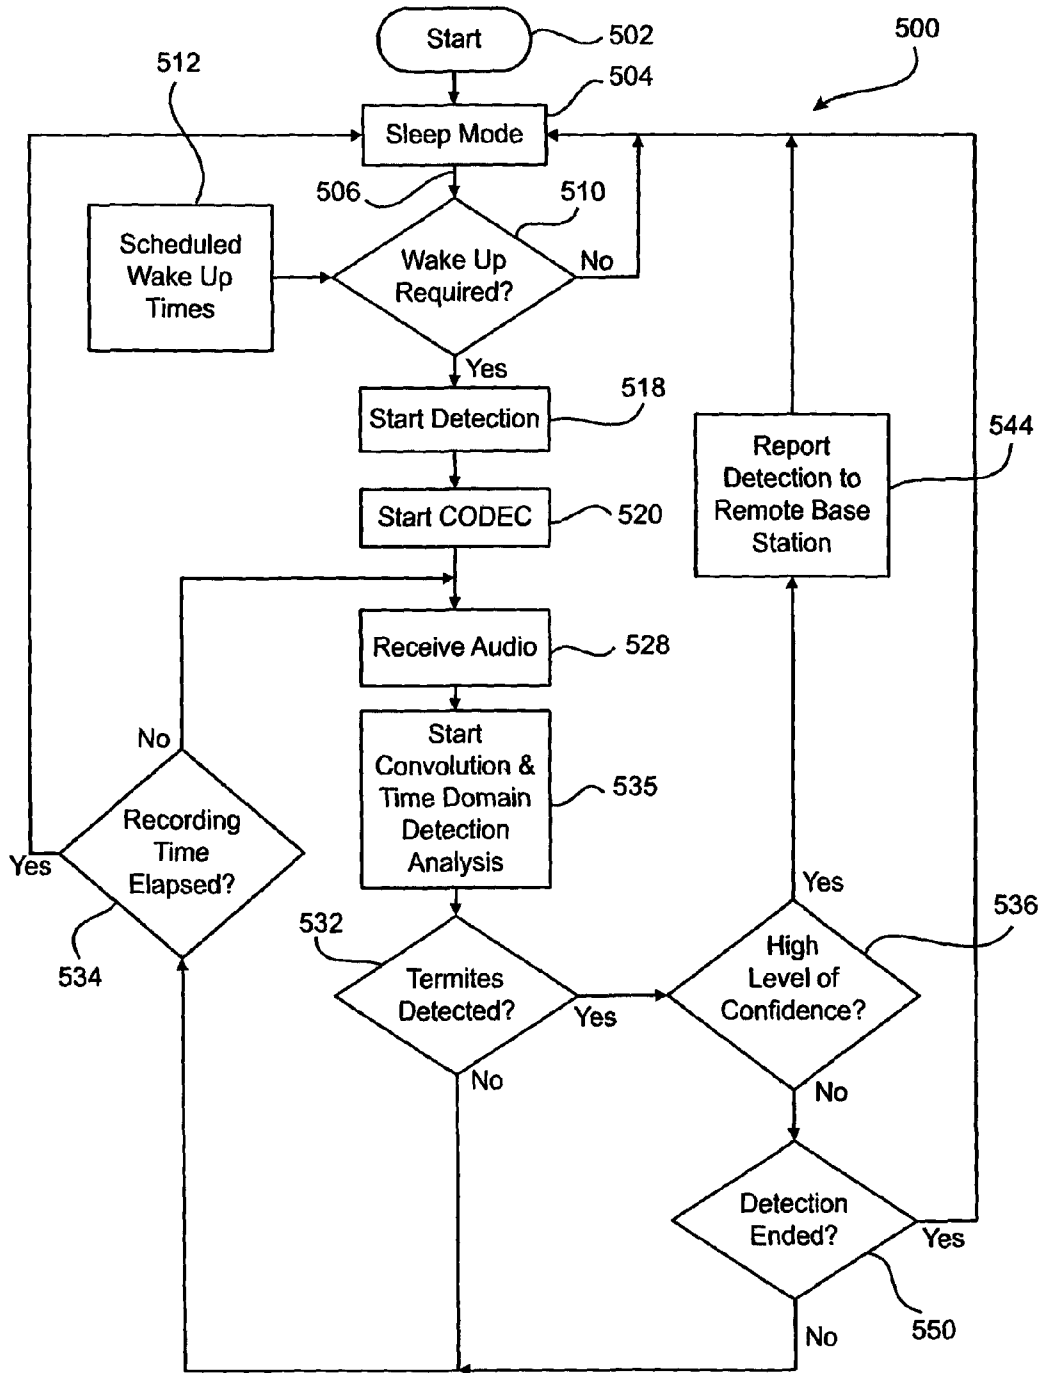 Start
502
500
512
504
Sleep Mode
506
510
Scheduled
Wake Up
Times
Wake Up
Required?
No
Yes
518
Start Detection
544
Report
Detection to
Remote Base
Station
Start CODEC
520
Receive Audio
528
No
Start
Convolution &
Time Domain
Detection
Analysis
535
Recording
Time
Elapsed?
Yes
534
Yes
536
532
High
Level of
Confidence?
Termites
Detected?
Yes
No
No
Detection
Ended?
Yes
550
No